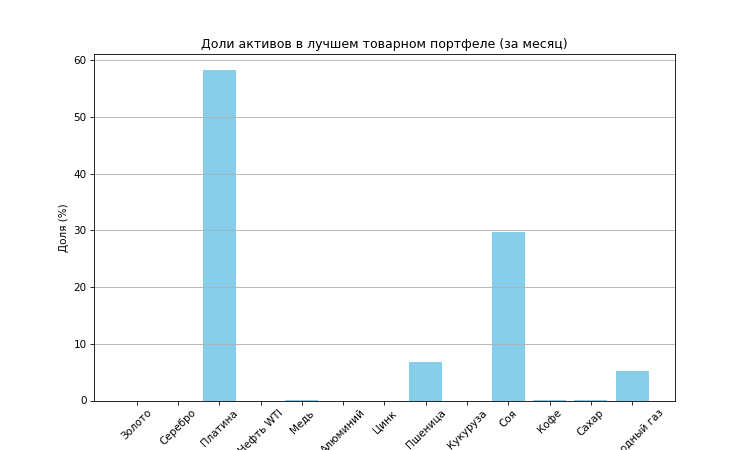 Доли активов в лучшем товарном портфеле (за месяц)
Доля (%)
60
50
40
30
20
10
0
Золото
Серебро
Платина
Нефть WTI
Медь
Алюминий
Цинк
Пшеница
Кукуруза
Соя
Кофе
Сахар
газ